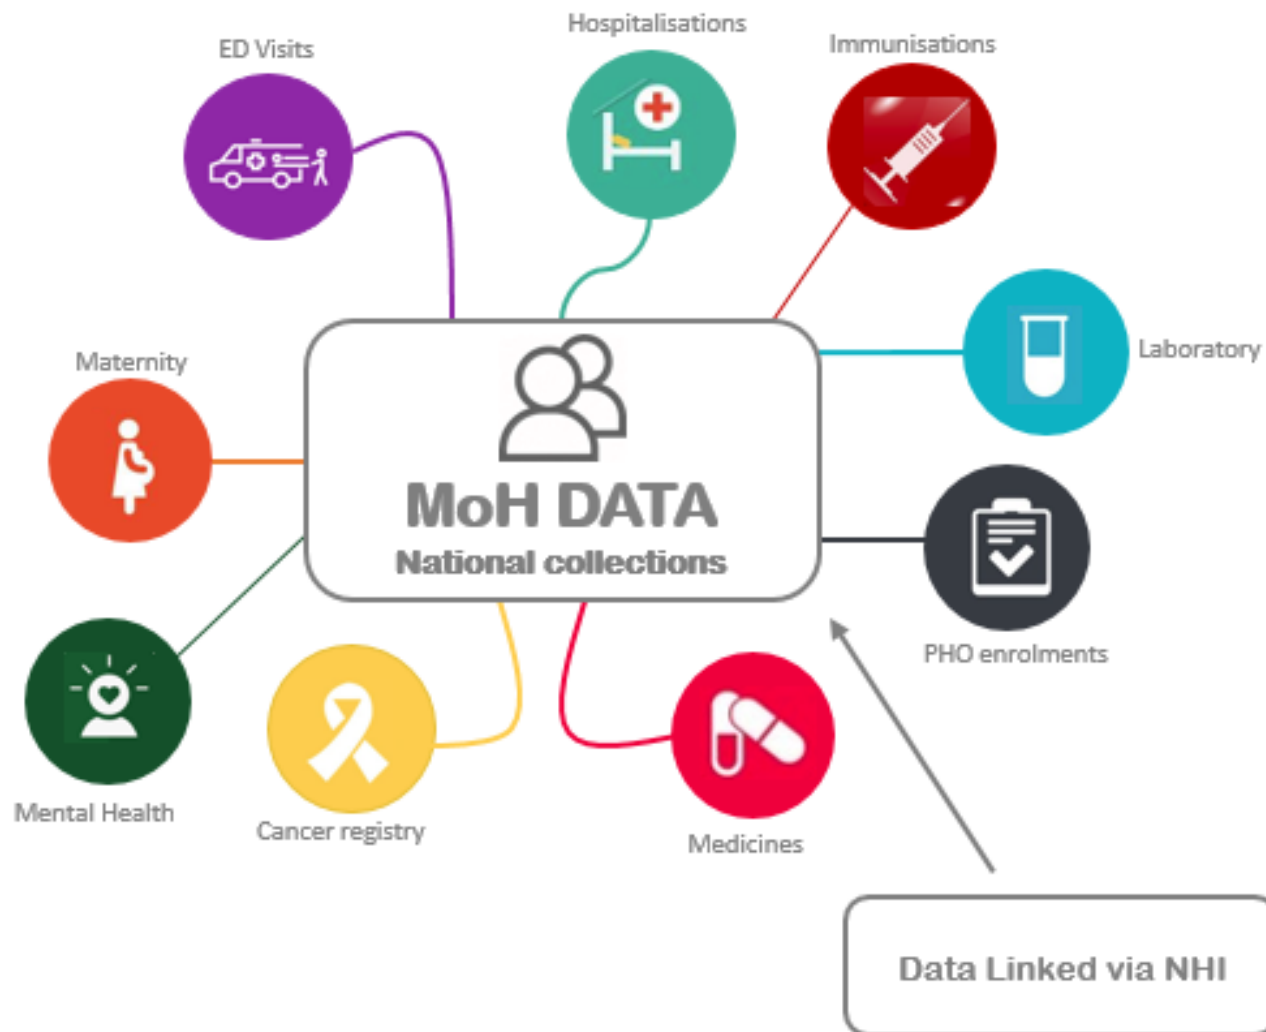 Hospitalisations
ED Visits
Immunisations
Laboratory
Maternity
MoH DATA
National collections
PHO enrolments
Mental Health
Cancer registry
Medicines
Data Linked via NHI